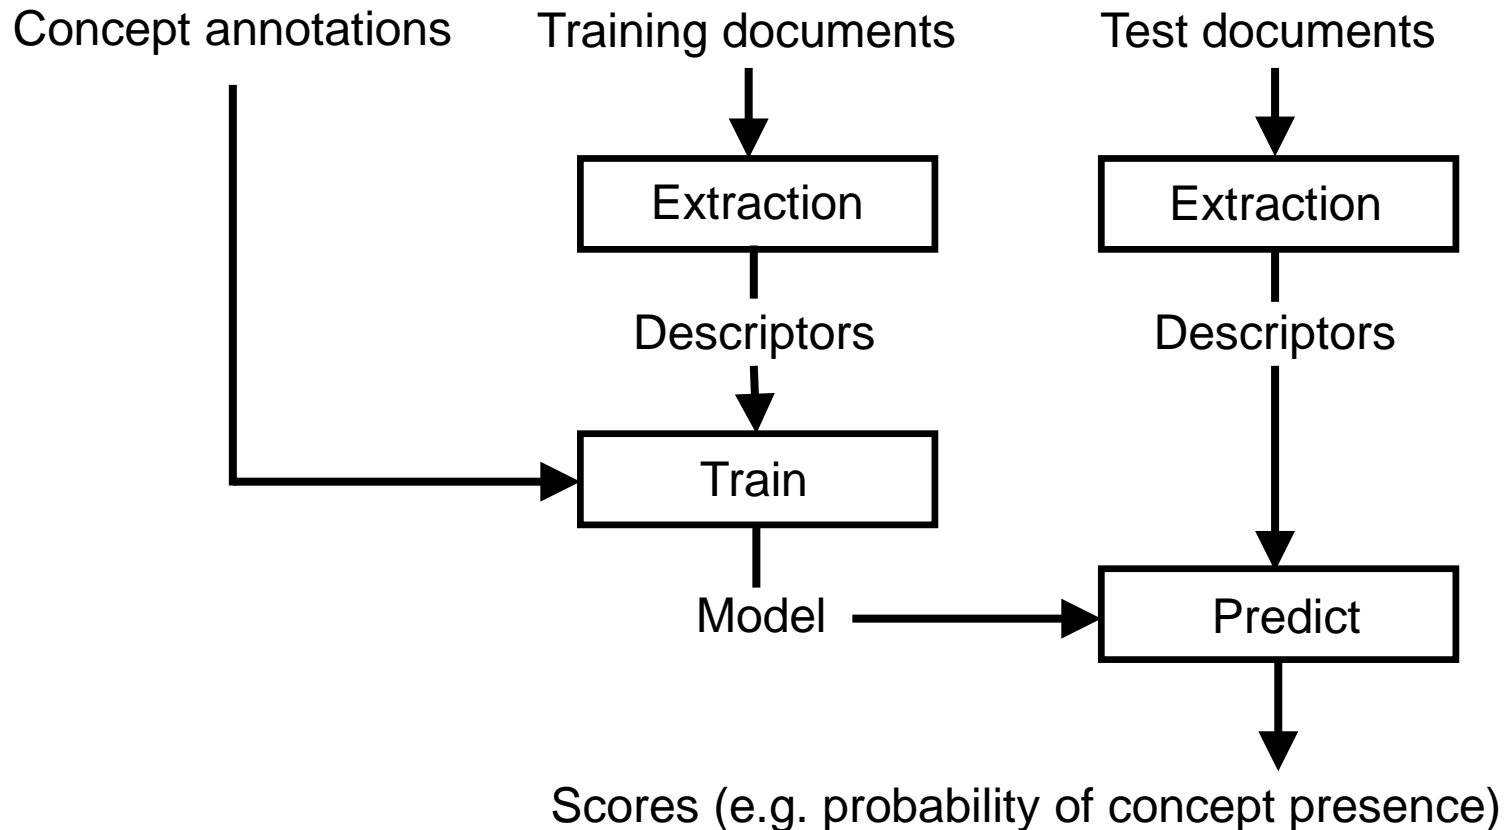 Concept annotations
Training documents
Test documents
Extraction
Extraction
Descriptors
Descriptors
Train
Model
Predict
Scores (e.g. probability of concept presence)